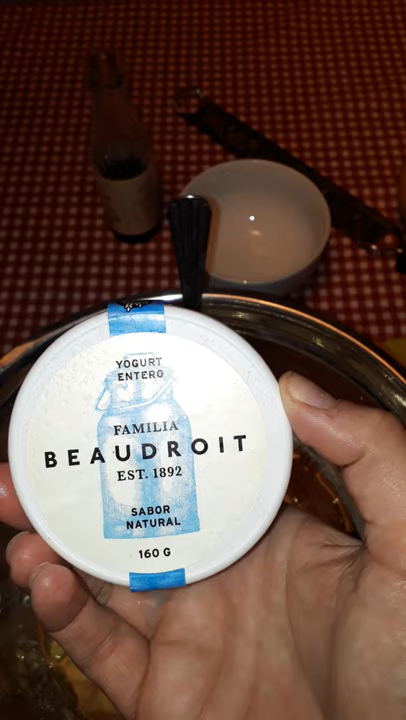 YOGURT
ENTERO
FAMILIA
BEAUDROIT
EST. 1892
SABOR
NATURAL
160 G